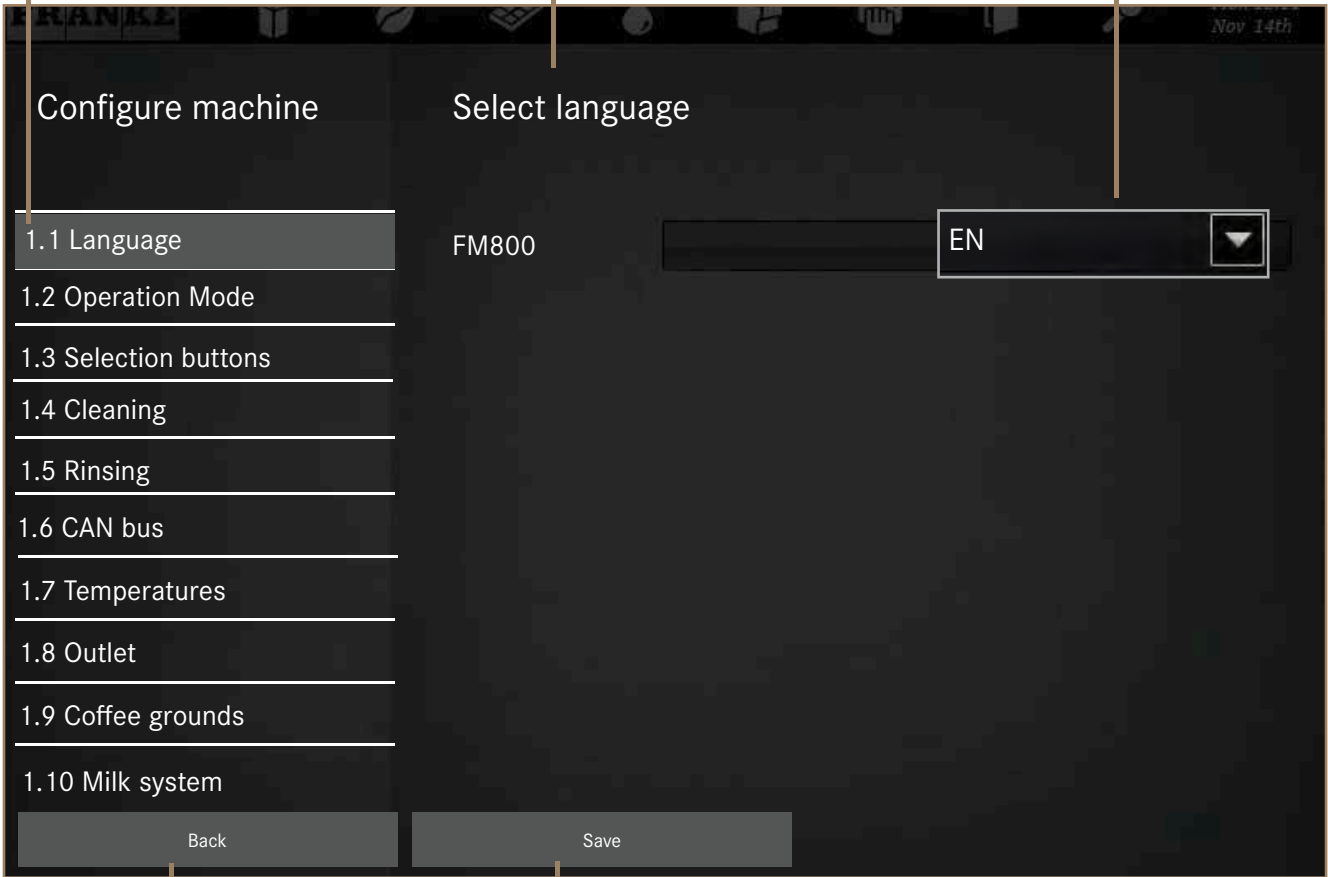 FRANKE
Nov 14th
Configure machine
Select language
1.1 Language
FM800
EN
1.2 Operation Mode
1.3 Selection buttons
1.4 Cleaning
1.5 Rinsing
1.6 CAN bus
1.7 Temperatures
1.8 Outlet
1.9 Coffee grounds
1.10 Milk system
Back
Save